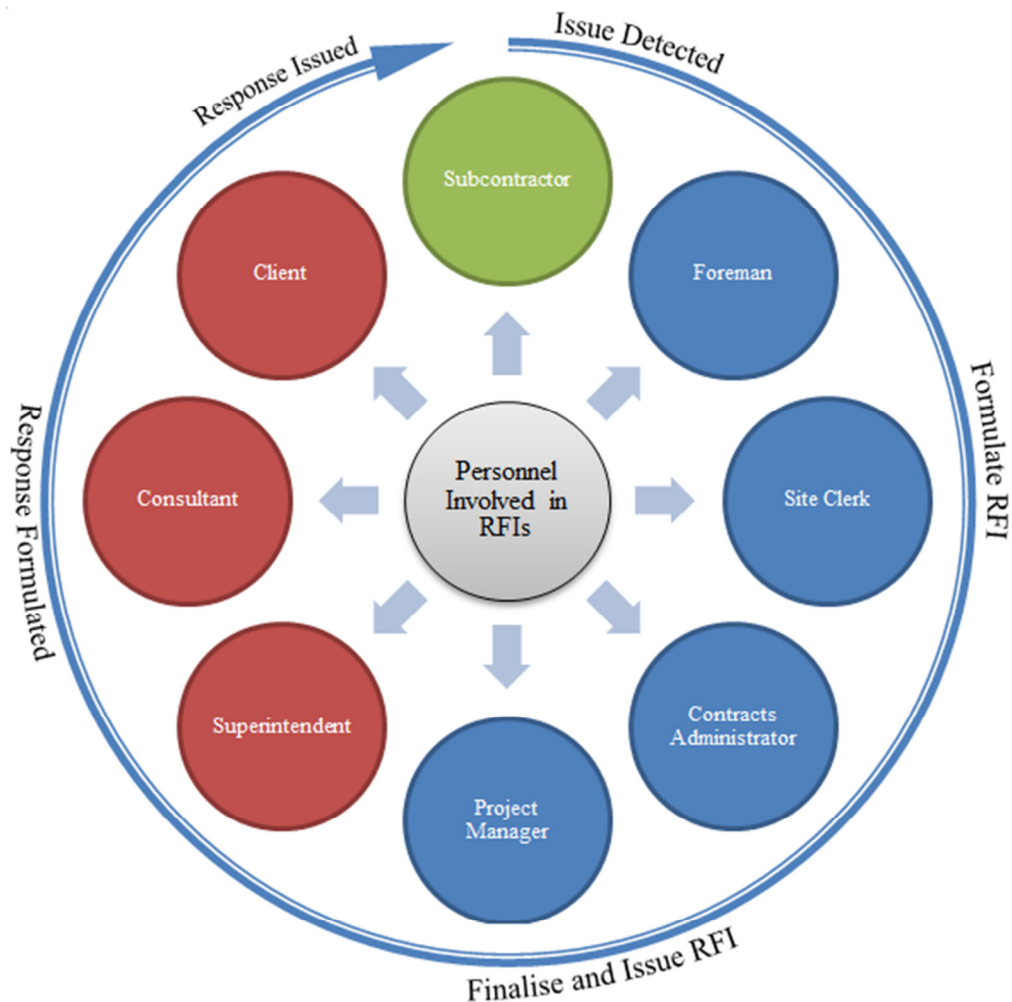 Issue Detected
Response Issued
Subcontractor
Client
Foreman
Formulate RFI
Response Formulated
Personnel
Involved in
RFIs
Consultant
Site Clerk
Superintendent
Contracts
Administrator
Project
Manager
Finalise and Issue RFI